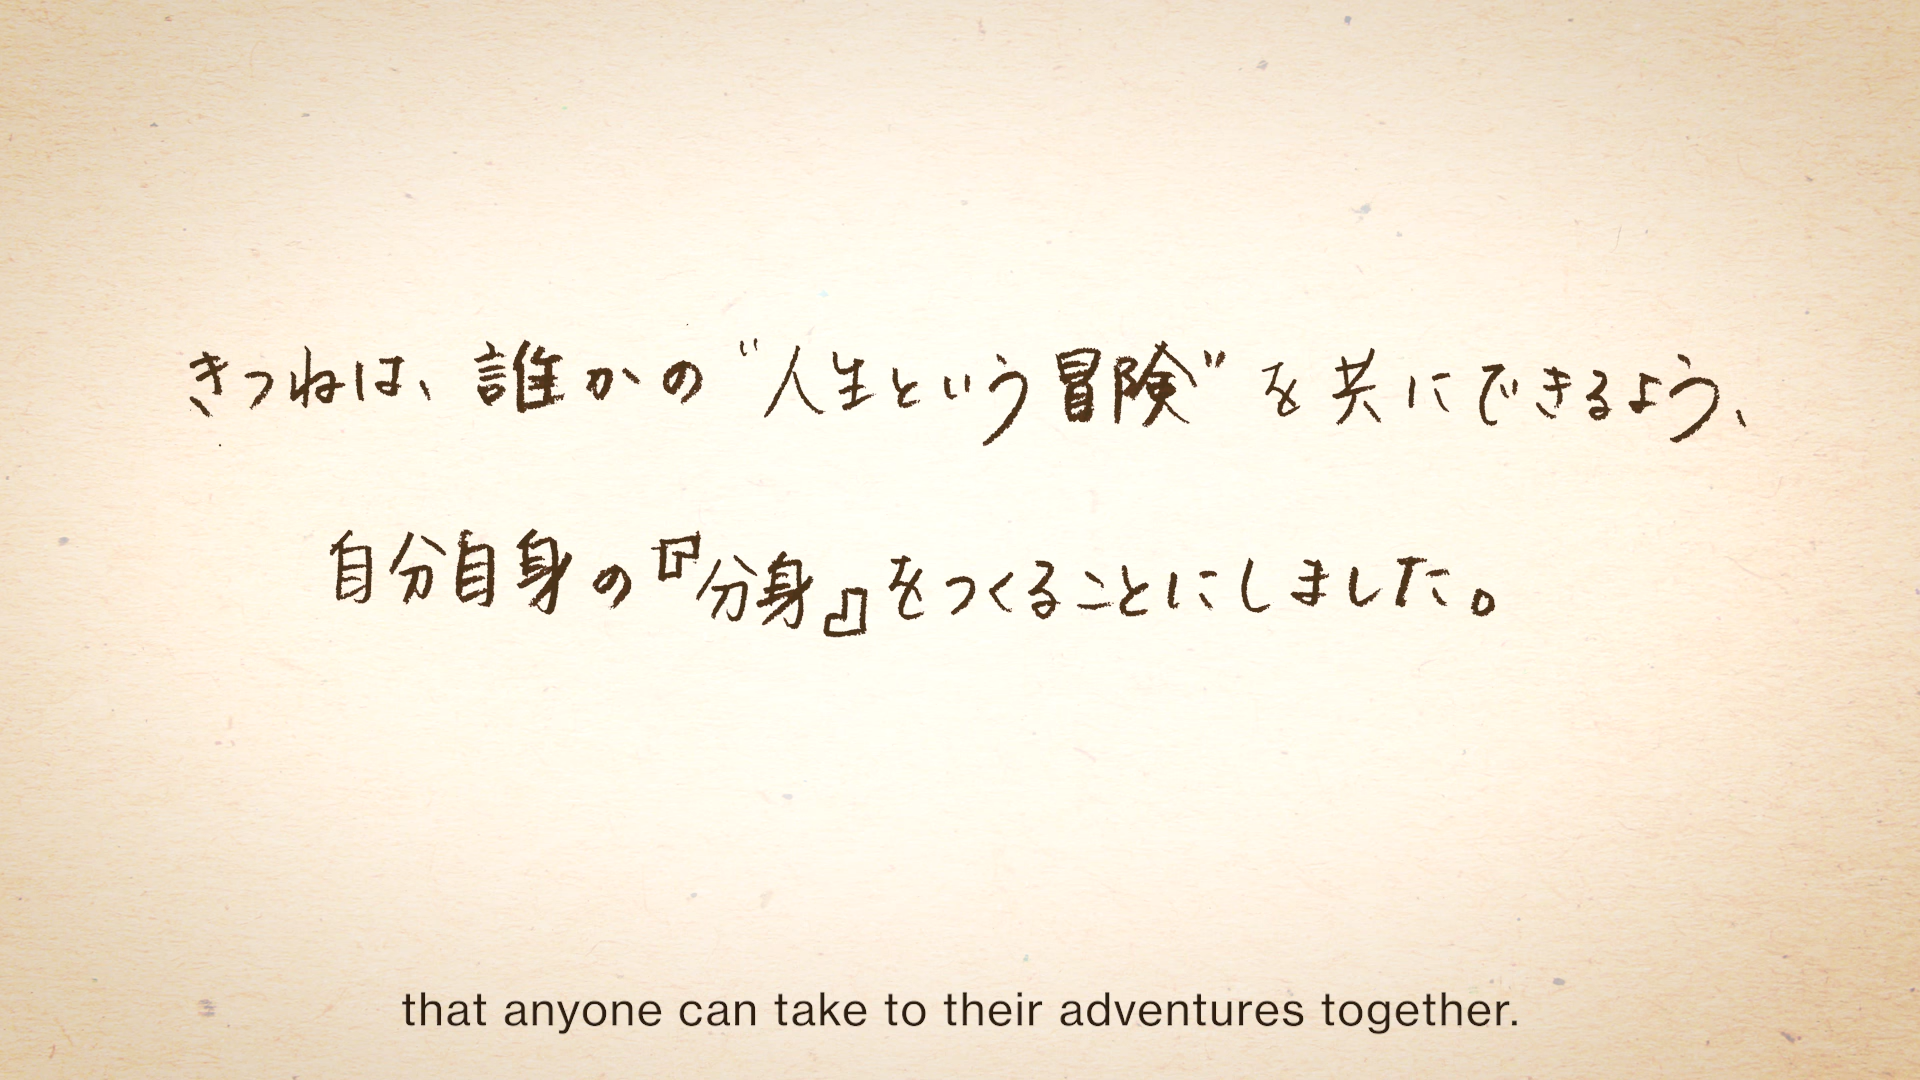 きつねは、誰かの“人生という冒険”を共にできるよう、
自分自身の『分身』をつくることにしました。
that anyone can take to their adventures together.